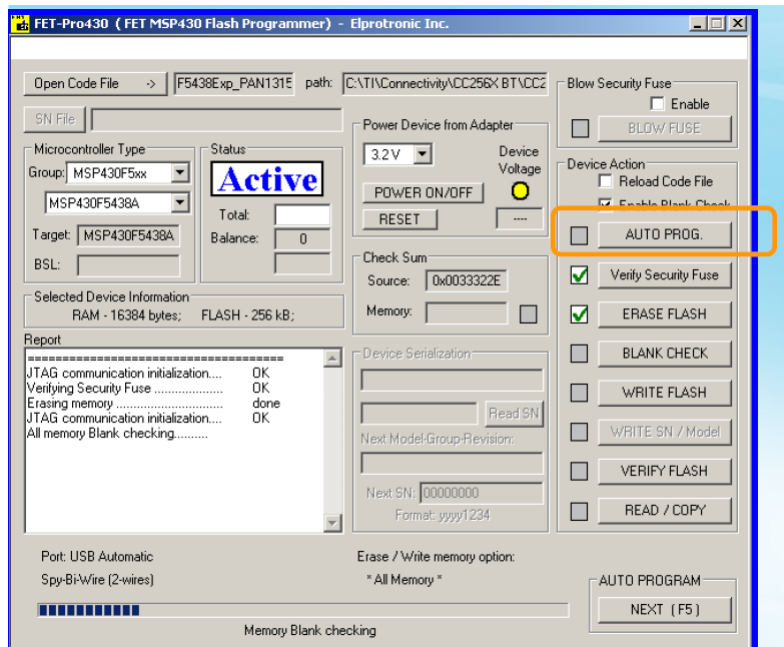 FET-Pro430 ( FET MSP430 Flash Programmer) - Elprotronic Inc.
Open Code File -> F5438Exp_PAN1315 path: C:\TI\Connectivity\CC256X BT\CC2
SN File
Microcontroller Type
Group: MSP430F5xx
MSP430F5438A
Target: MSP430F5438A
BSL:
Status
Active
Total:
Balance: 0
Selected Device Information
RAM - 16384 bytes; FLASH - 256 kB;
Report
========================================
JTAG communication initialization.... OK
Verifying Security Fuse .................... OK
Erasing memory ............................... done
JTAG communication initialization.... OK
All memory Blank checking..........
Power Device from Adapter
3.2 V
Device
Voltage
POWER ON/OFF
RESET
----
Check Sum
Source: 0x0033322E
Memory:
Device Serialization
Read SN
Next Model-Group-Revision:
Next SN: 00000000
Format: yyyy1234
Blow Security Fuse
Enable
BLOW FUSE
Device Action
Reload Code File
Enable Blank Check
AUTO PROG.
Verify Security Fuse
ERASE FLASH
BLANK CHECK
WRITE FLASH
WRITE SN / Model
VERIFY FLASH
READ / COPY
Port: USB Automatic
Spy-Bi-Wire (2-wires)
Erase / Write memory option:
* All Memory *
Memory Blank checking
AUTO PROGRAM
NEXT ( F5 )